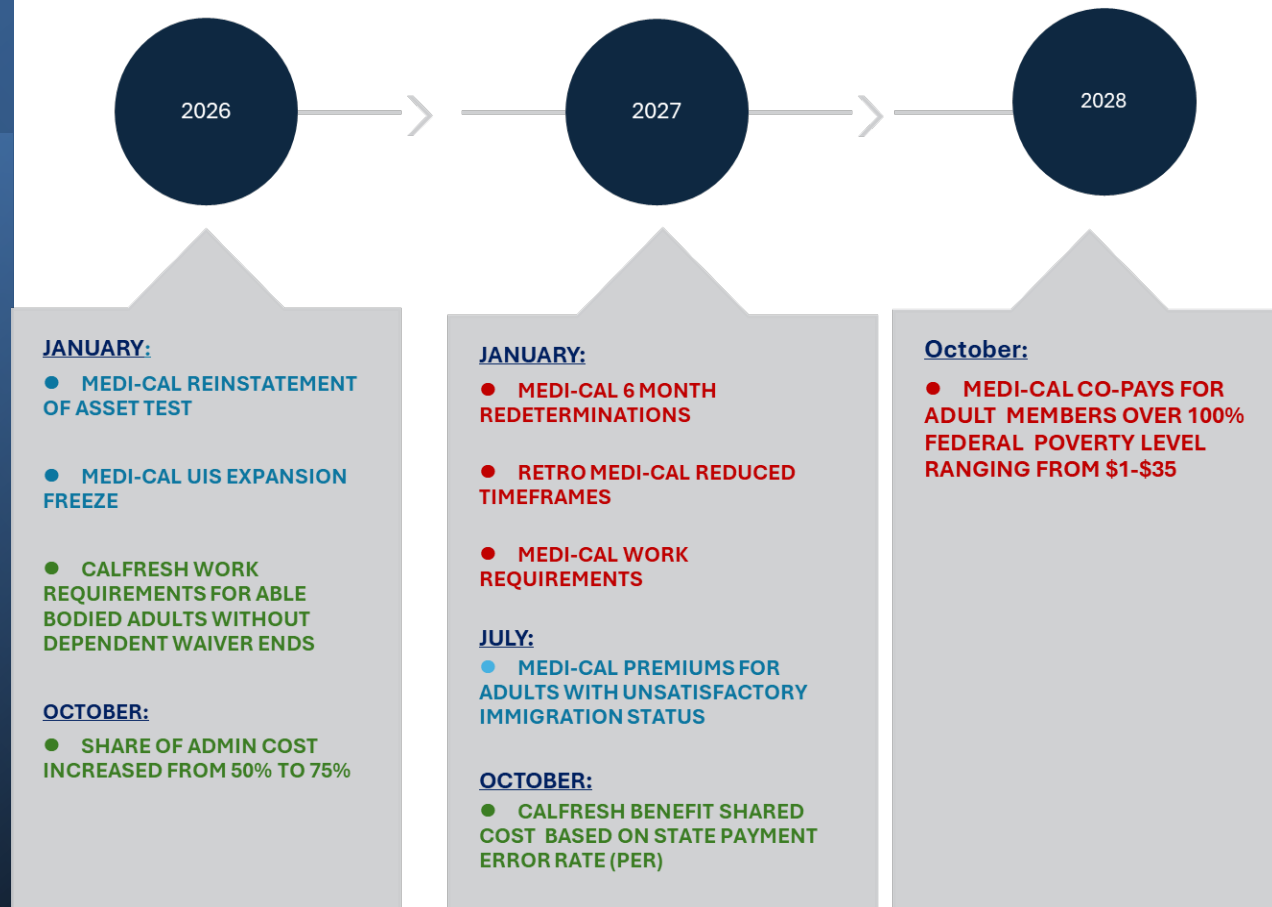 2026
2027
2028
JANUARY:
● MEDI-CAL REINSTATEMENT
OF ASSET TEST
● MEDI-CAL UIS EXPANSION
FREEZE
● CALFRESH WORK
REQUIREMENTS FOR ABLE
BODIED ADULTS WITHOUT
DEPENDENT WAIVER ENDS
OCTOBER:
● SHARE OF ADMIN COST
INCREASED FROM 50% TO 75%
JANUARY:
● MEDI-CAL 6 MONTH
REDETERMINATIONS
● RETRO MEDI-CAL REDUCED
TIMEFRAMES
● MEDI-CAL WORK
REQUIREMENTS
JULY:
● MEDI-CAL PREMIUMS FOR
ADULTS WITH UNSATISFACTORY
IMMIGRATION STATUS
OCTOBER:
● CALFRESH BENEFIT SHARED
COST BASED ON STATE PAYMENT
ERROR RATE (PER)
October:
● MEDI-CAL CO-PAYS FOR
ADULT MEMBERS OVER 100%
FEDERAL POVERTY LEVEL
RANGING FROM $1-$35